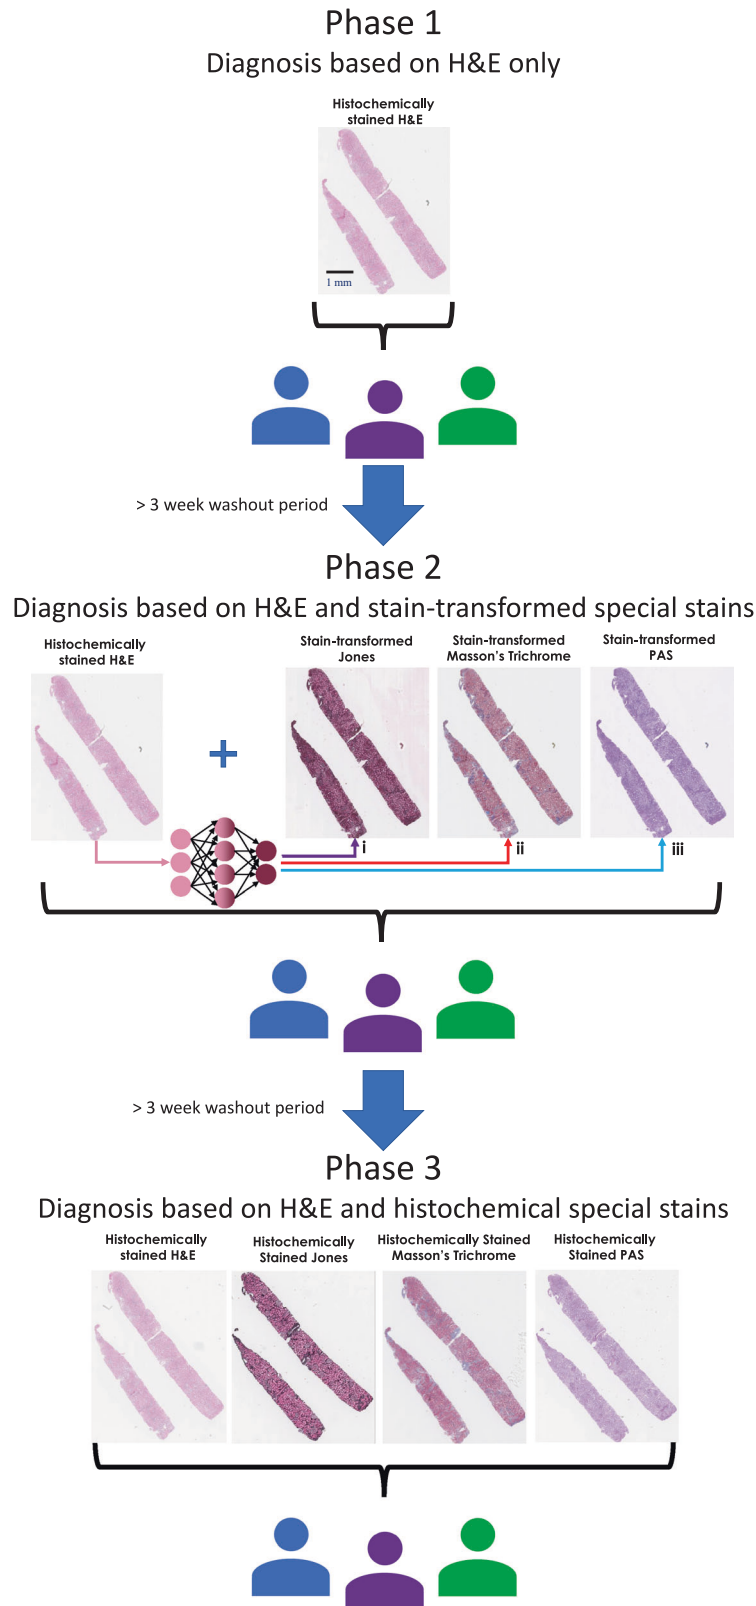 Phase 1
Diagnosis based on H&E only
Histochemically
stained H&E
1 mm
> 3 week washout period
Phase 2
Diagnosis based on H&E and stain-transformed special stains
Histochemically
stained H&E
Stain-transformed
Jones
Stain-transformed
Masson's Trichrome
Stain-transformed
PAS
+
i
ii
iii
> 3 week washout period
Phase 3
Diagnosis based on H&E and histochemical special stains
Histochemically
stained H&E
Histochemically
Stained Jones
Histochemically Stained
Masson's Trichrome
Histochemically
Stained PAS